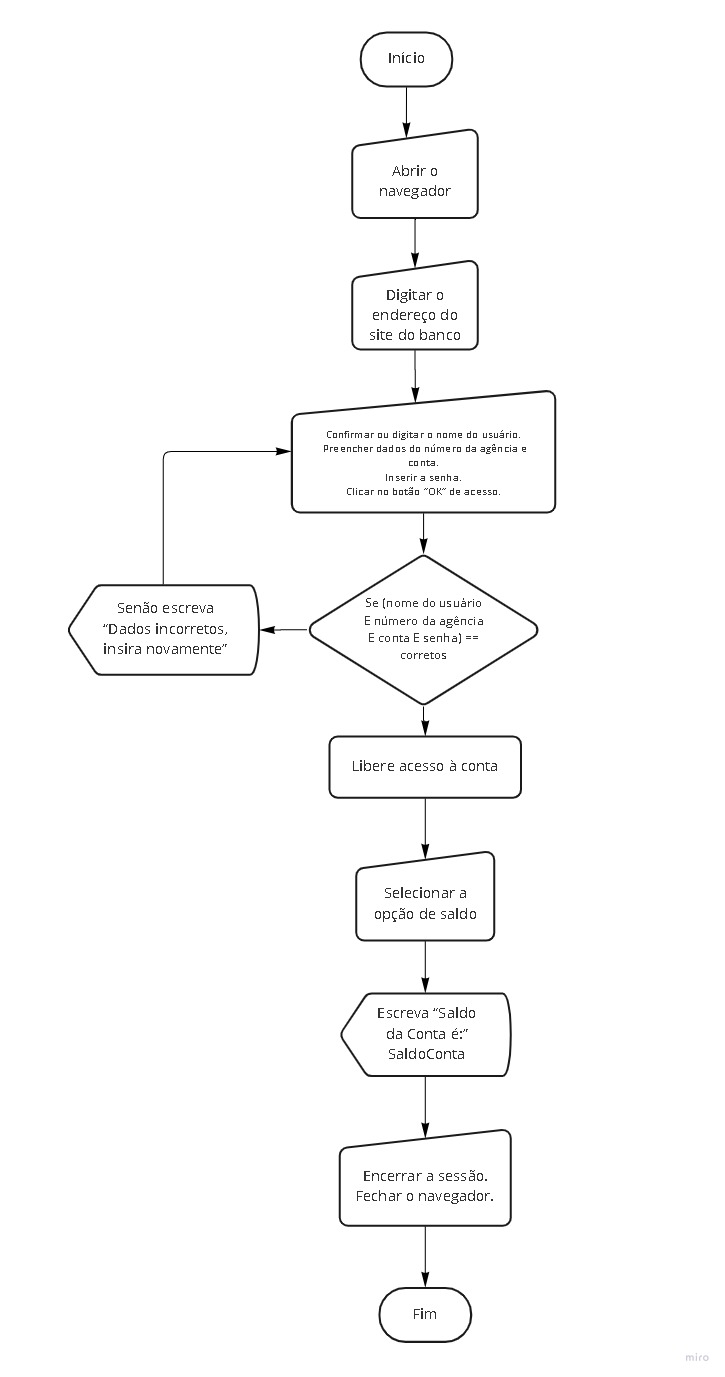 Início
Abrir o
navegador
Digitar o
endereço do
site do banco
Confirmar ou digitar o nome do usuário.
Preencher dados do número da agência e
conta.
Inserir a senha.
Clicar no botão "OK" de acesso.
Se (nome do usuário
E número da agência
E conta E senha) ==
corretos
Senão escreva
“Dados incorretos,
insira novamente”
Libere acesso à conta
Selecionar a
opção de saldo
Escreva “Saldo
da Conta é:”
SaldoConta
Encerrar a sessão.
Fechar o navegador.
Fim
miro